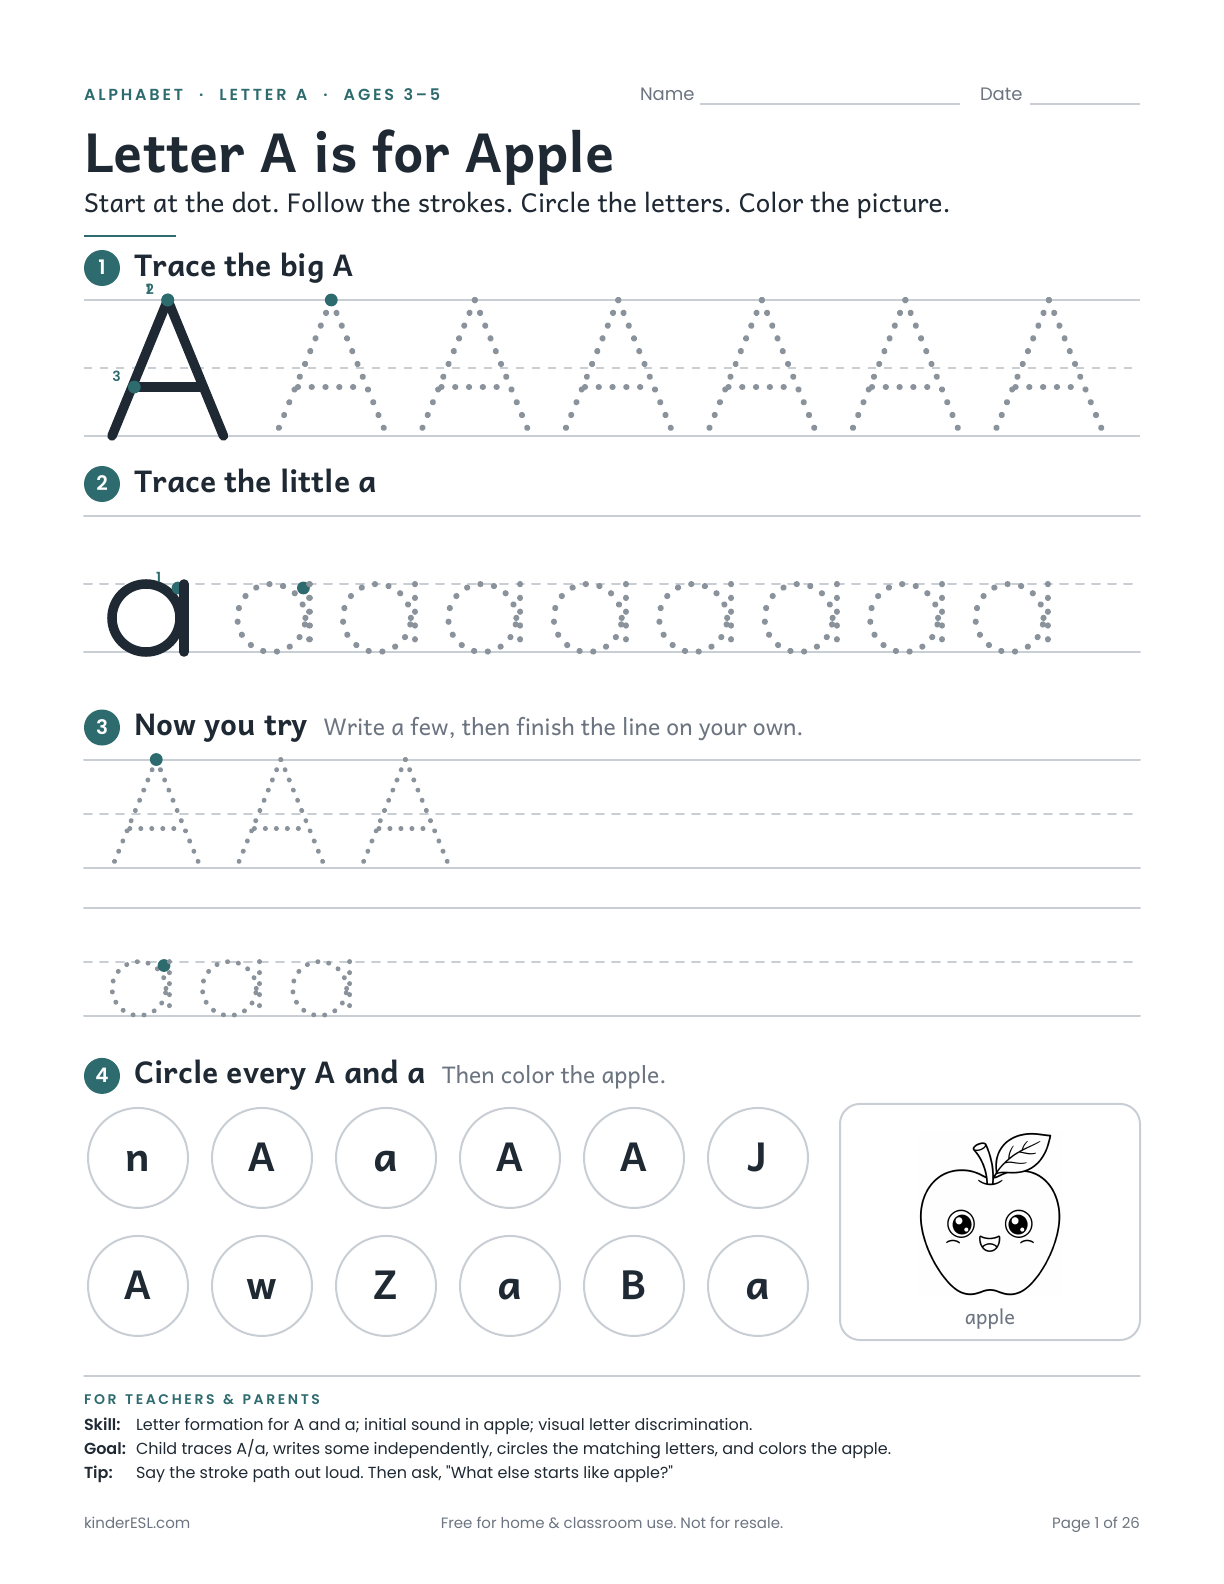 ALPHABET · LETTER A · AGES 3–5 Name Date
Letter A is for Apple
Start at the dot. Follow the strokes. Circle the letters. Color the picture.
1 Trace the big A
2
3
A A A A A A A
2 Trace the little a
1
a a a a a a a a a
3 Now you try Write a few, then finish the line on your own.
A A A
a a a
4 Circle every A and a Then color the apple.
n A a A A J
A w Z a B a
apple
FOR TEACHERS & PARENTS
Skill: Letter formation for A and a; initial sound in apple; visual letter discrimination.
Goal: Child traces A/a, writes some independently, circles the matching letters, and colors the apple.
Tip: Say the stroke path out loud. Then ask, "What else starts like apple?"
kinderESL.com Free for home & classroom use. Not for resale. Page 1 of 26